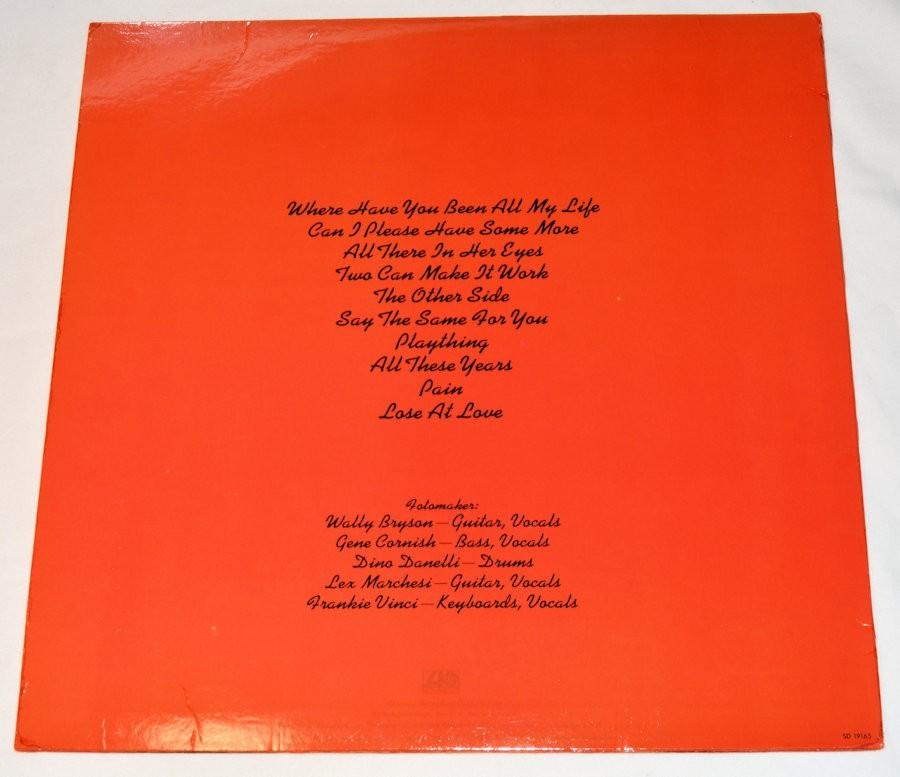 Where Have You Been All My Life
Can I Please Have Some More
All There In Her Eyes
Two Can Make It Work
The Other Side
Say The Same For You
Plaything
All These Years
Pain
Lose At Love
Fotomaker:
Wally Bryson—Guitar, Vocals
Gene Cornish—Bass, Vocals
Dino Danelli—Drums
Lex Marchesi—Guitar, Vocals
Frankie Vinci—Keyboards, Vocals
SD 19165